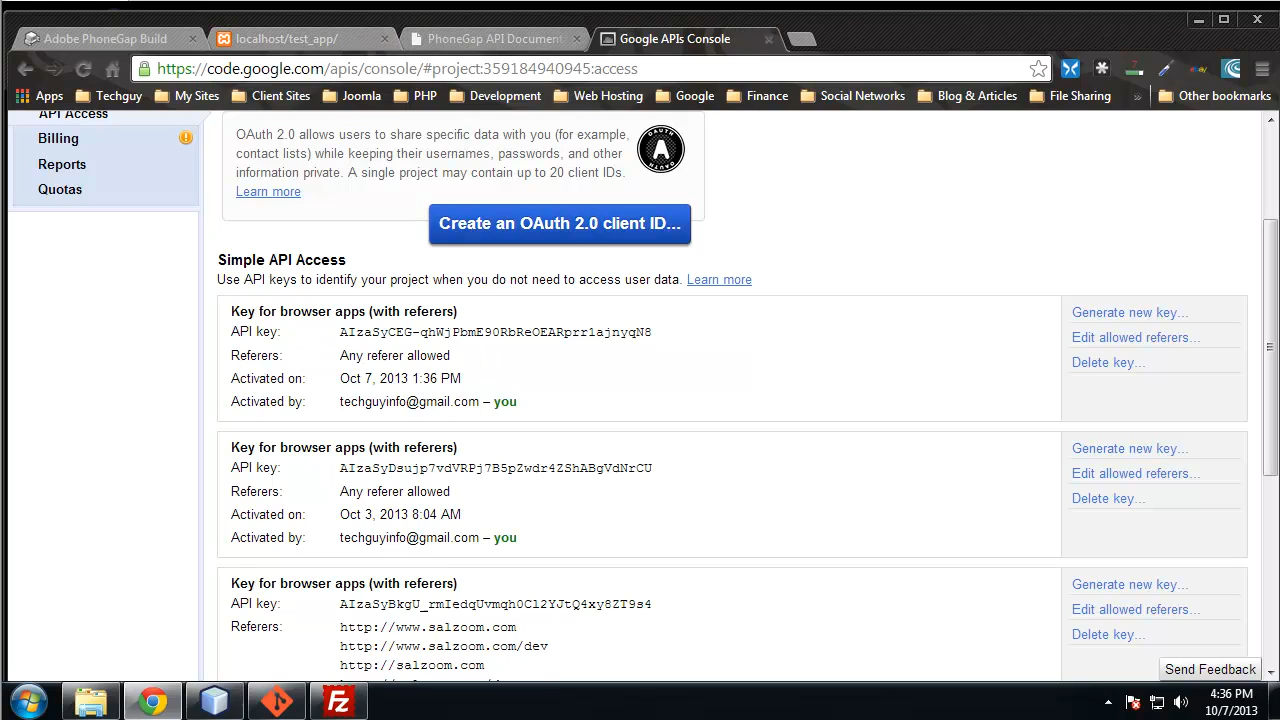 Adobe PhoneGap Build
localhost/test_app/
PhoneGap API Document
Google APIs Console
https://code.google.com/apis/console/#project:359184940945:access
Apps
Techguy
My Sites
Client Sites
Joomla
PHP
Development
Web Hosting
Google
Finance
Social Networks
Blog & Articles
File Sharing
»
Other bookmarks
API Access
Billing
Reports
Quotas
OAuth 2.0 allows users to share specific data with you (for example,
contact lists) while keeping their usernames, passwords, and other
information private. A single project may contain up to 20 client IDs.
Learn more
Create an OAuth 2.0 client ID...
Simple API Access
Use API keys to identify your project when you do not need to access user data. Learn more
Key for browser apps (with referers)
API key: AIzaSyCEG-qhWjPbmE90RbReOEARprr1ajnyqN8
Referers: Any referer allowed
Activated on: Oct 7, 2013 1:36 PM
Activated by: techguyinfo@gmail.com – you
Generate new key...
Edit allowed referers...
Delete key...
Key for browser apps (with referers)
API key: AIzaSyDsujp7vdVRPj7B5pZwdr4ZShABgVdNrCU
Referers: Any referer allowed
Activated on: Oct 3, 2013 8:04 AM
Activated by: techguyinfo@gmail.com – you
Generate new key...
Edit allowed referers...
Delete key...
Key for browser apps (with referers)
API key: AIzaSyBkgU_rmIedqUvmqh0Cl2YJtQ4xy8ZT9s4
Referers: http://www.salzoom.com
http://www.salzoom.com/dev
http://salzoom.com
Generate new key...
Edit allowed referers...
Delete key...
Send Feedback
4:36 PM
10/7/2013